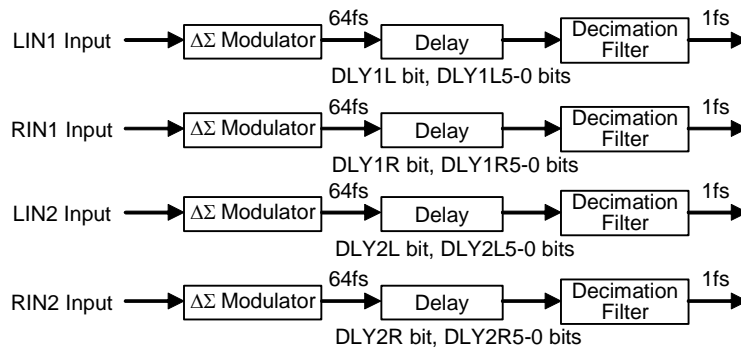 64fs
1fs
LIN1 Input
ΔΣ Modulator
Delay
Decimation
Filter
DLY1L bit, DLY1L5-0 bits
64fs
1fs
RIN1 Input
ΔΣ Modulator
Delay
Decimation
Filter
DLY1R bit, DLY1R5-0 bits
64fs
1fs
LIN2 Input
ΔΣ Modulator
Delay
Decimation
Filter
DLY2L bit, DLY2L5-0 bits
64fs
1fs
RIN2 Input
ΔΣ Modulator
Delay
Decimation
Filter
DLY2R bit, DLY2R5-0 bits